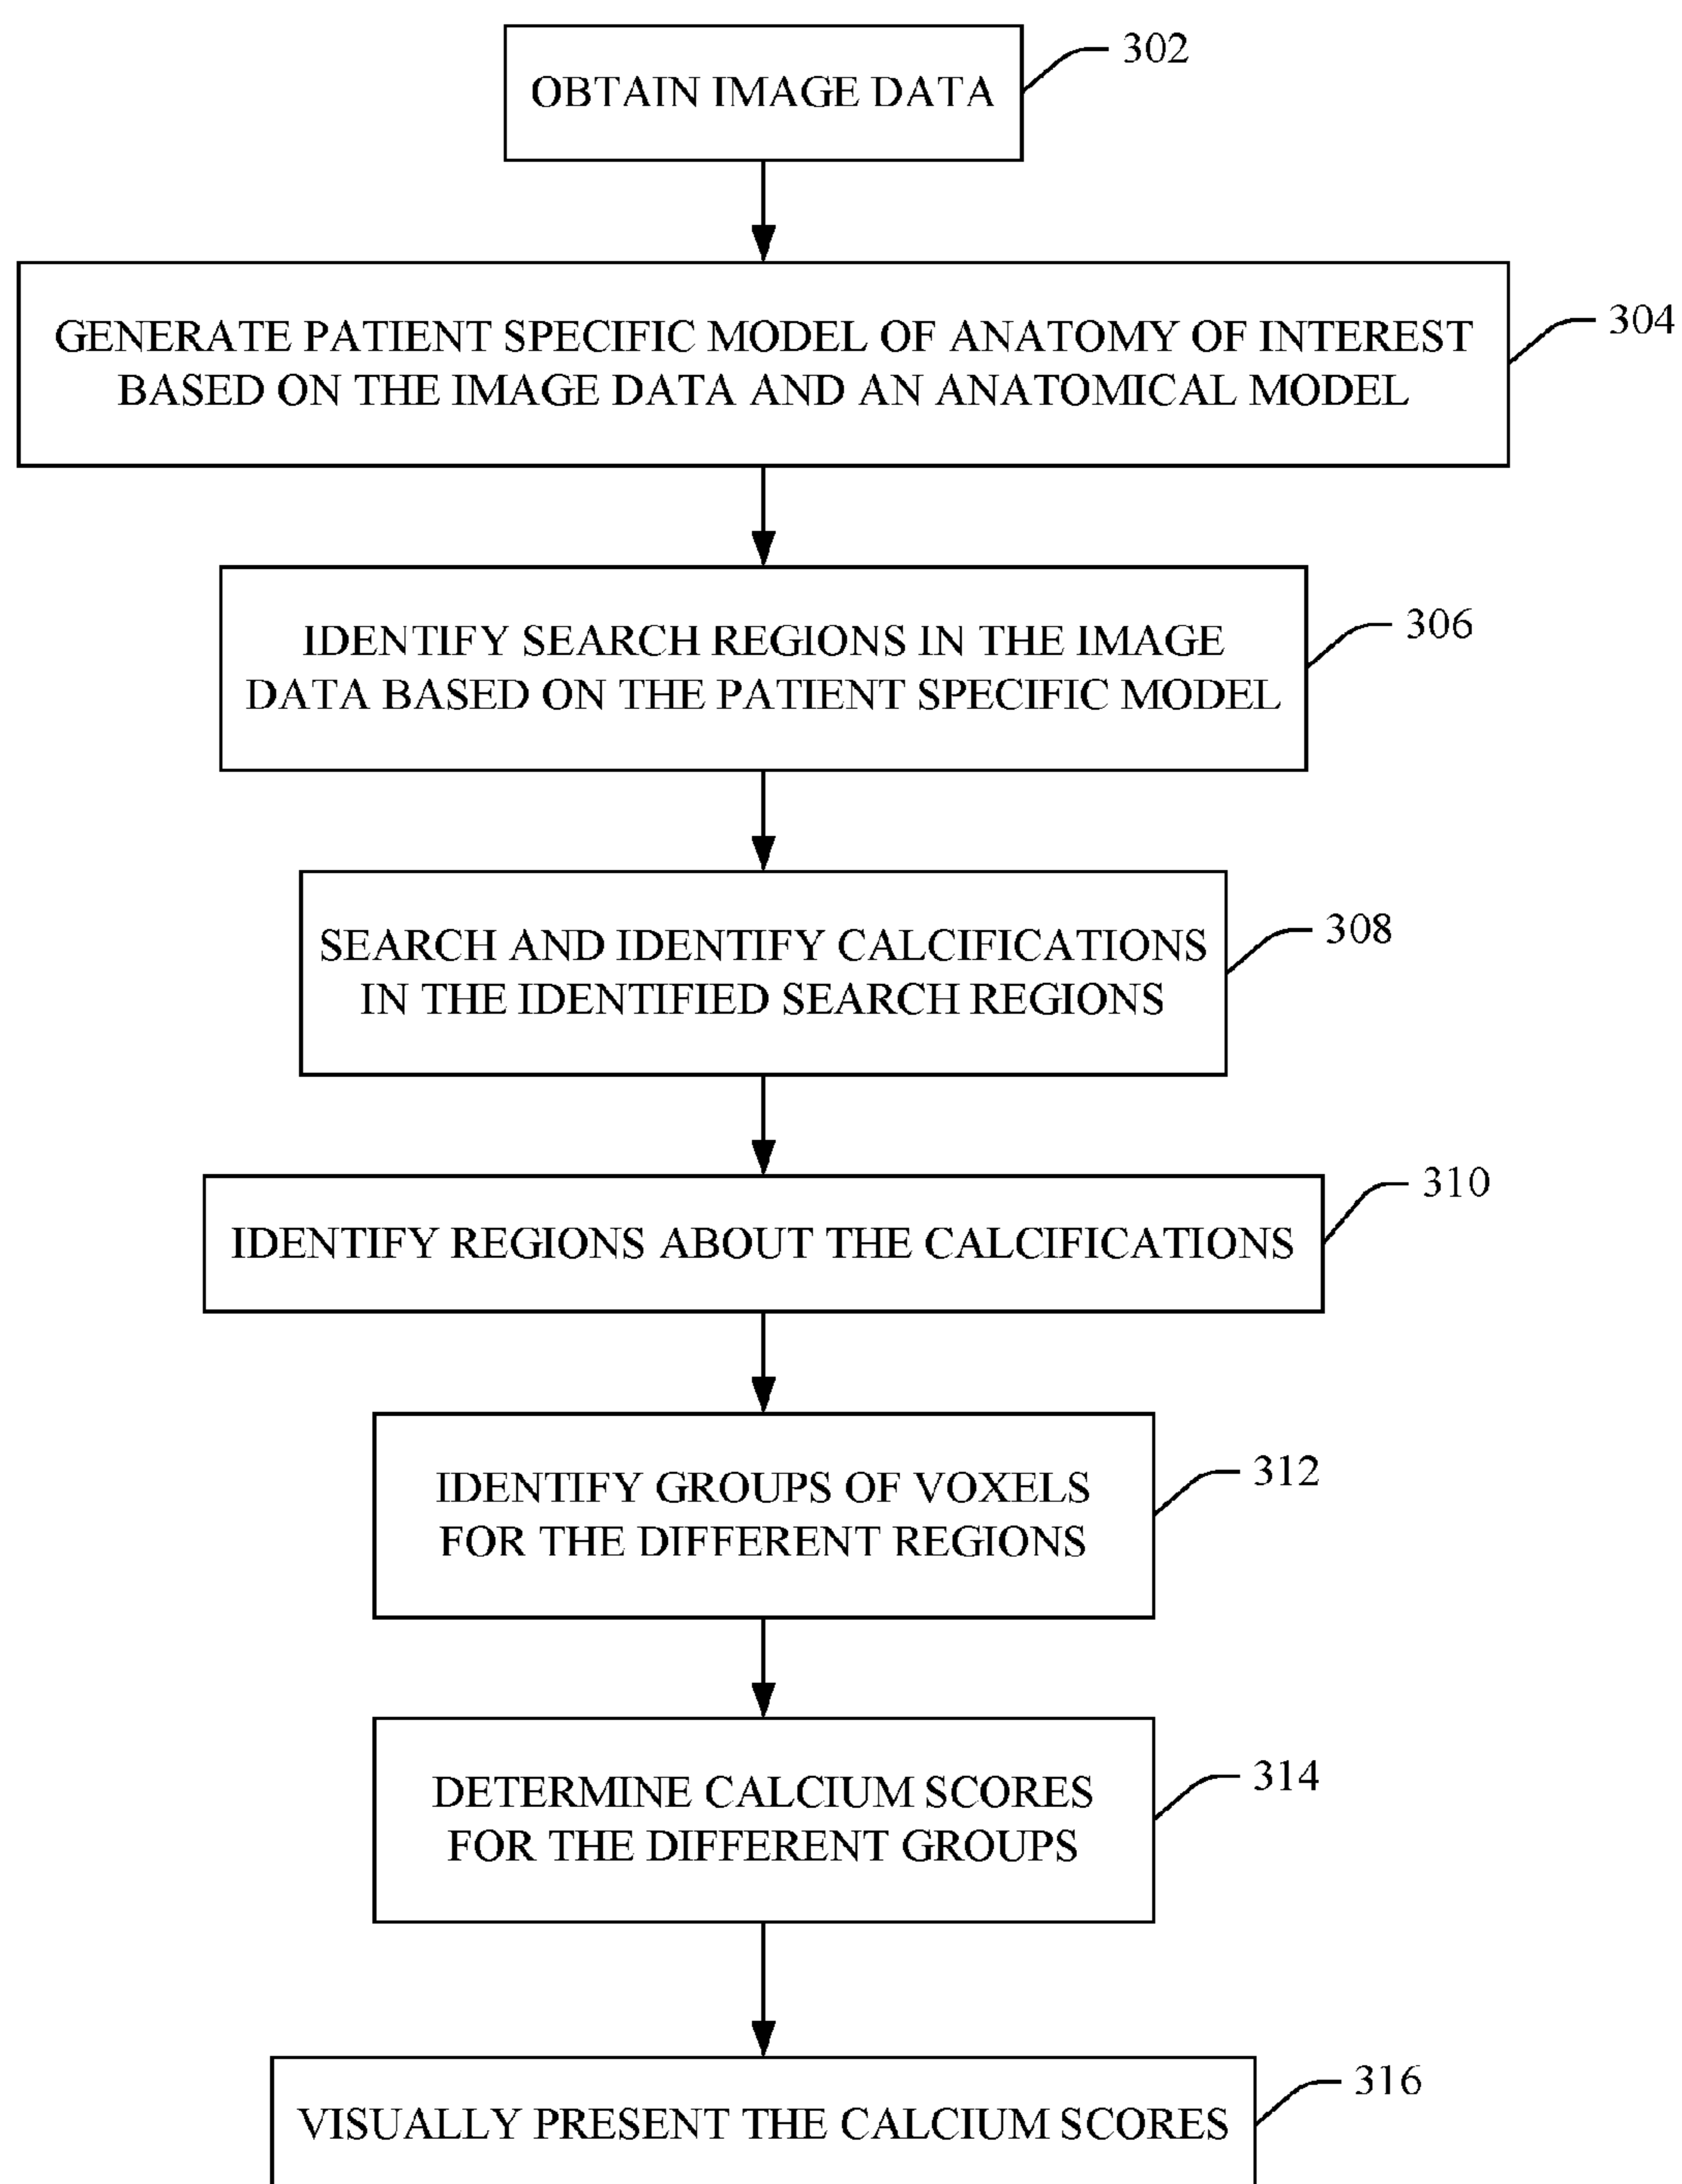 OBTAIN IMAGE DATA
302
GENERATE PATIENT SPECIFIC MODEL OF ANATOMY OF INTEREST
BASED ON THE IMAGE DATA AND AN ANATOMICAL MODEL
304
IDENTIFY SEARCH REGIONS IN THE IMAGE
DATA BASED ON THE PATIENT SPECIFIC MODEL
306
SEARCH AND IDENTIFY CALCIFICATIONS
IN THE IDENTIFIED SEARCH REGIONS
308
IDENTIFY REGIONS ABOUT THE CALCIFICATIONS
310
IDENTIFY GROUPS OF VOXELS
FOR THE DIFFERENT REGIONS
312
DETERMINE CALCIUM SCORES
FOR THE DIFFERENT GROUPS
314
VISUALLY PRESENT THE CALCIUM SCORES
316